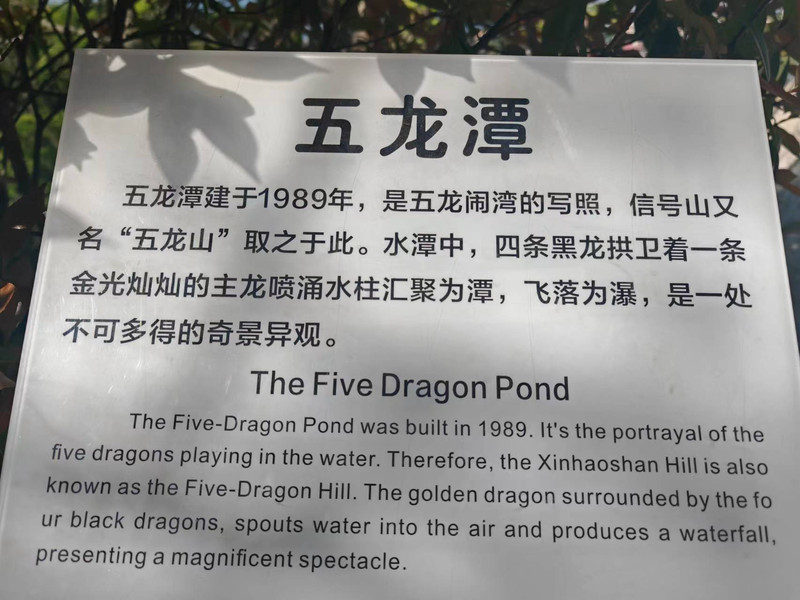 五龙潭
五龙潭建于1989年，是五龙闹湾的写照，信号山又
名“五龙山”取之于此。水潭中，四条黑龙拱卫着一条
金光灿灿的主龙喷涌水柱汇聚为潭，飞落为瀑，是一处
不可多得的奇景异观。
The Five Dragon Pond
The Five-Dragon Pond was built in 1989. It's the portrayal of the
five dragons playing in the water. Therefore, the Xinhaoshan Hill is also
known as the Five-Dragon Hill. The golden dragon surrounded by the fo
ur black dragons, spouts water into the air and produces a waterfall,
presenting a magnificent spectacle.